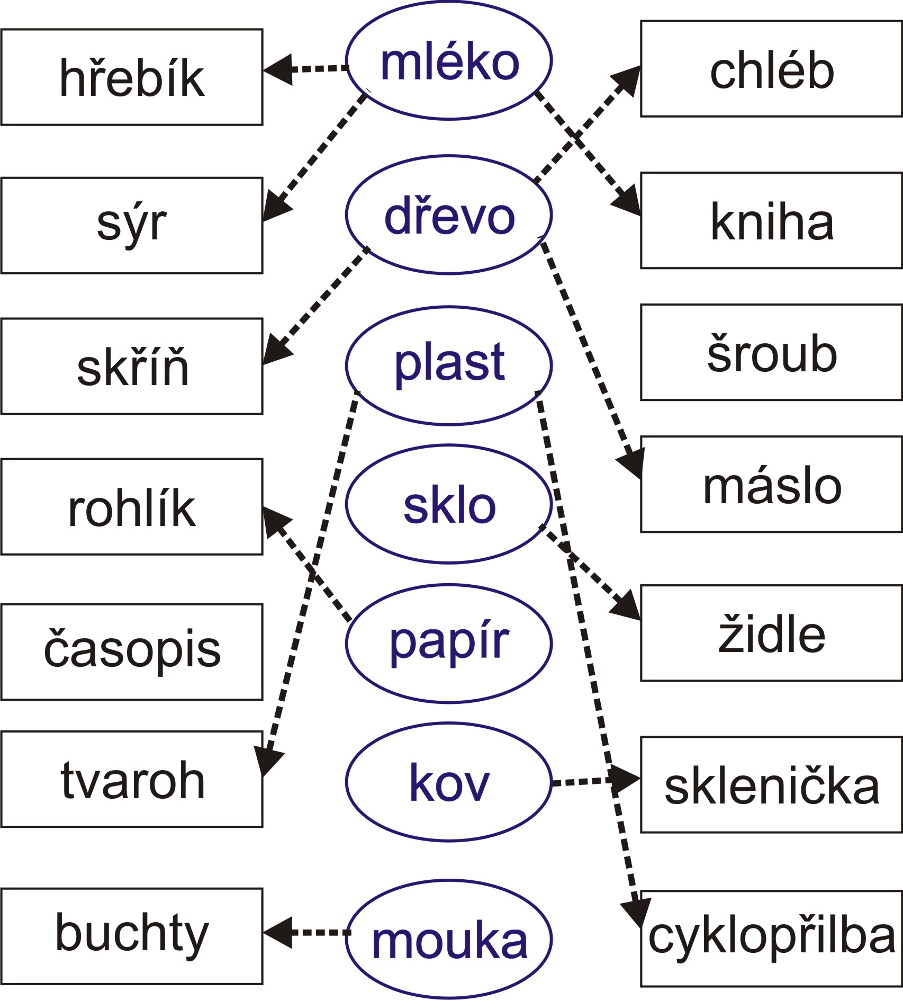 hřebík
mléko
chléb
sýr
dřevo
kniha
skříň
plast
šroub
rohlík
sklo
máslo
časopis
papír
židle
tvaroh
kov
sklenička
buchty
mouka
cyklopřilba